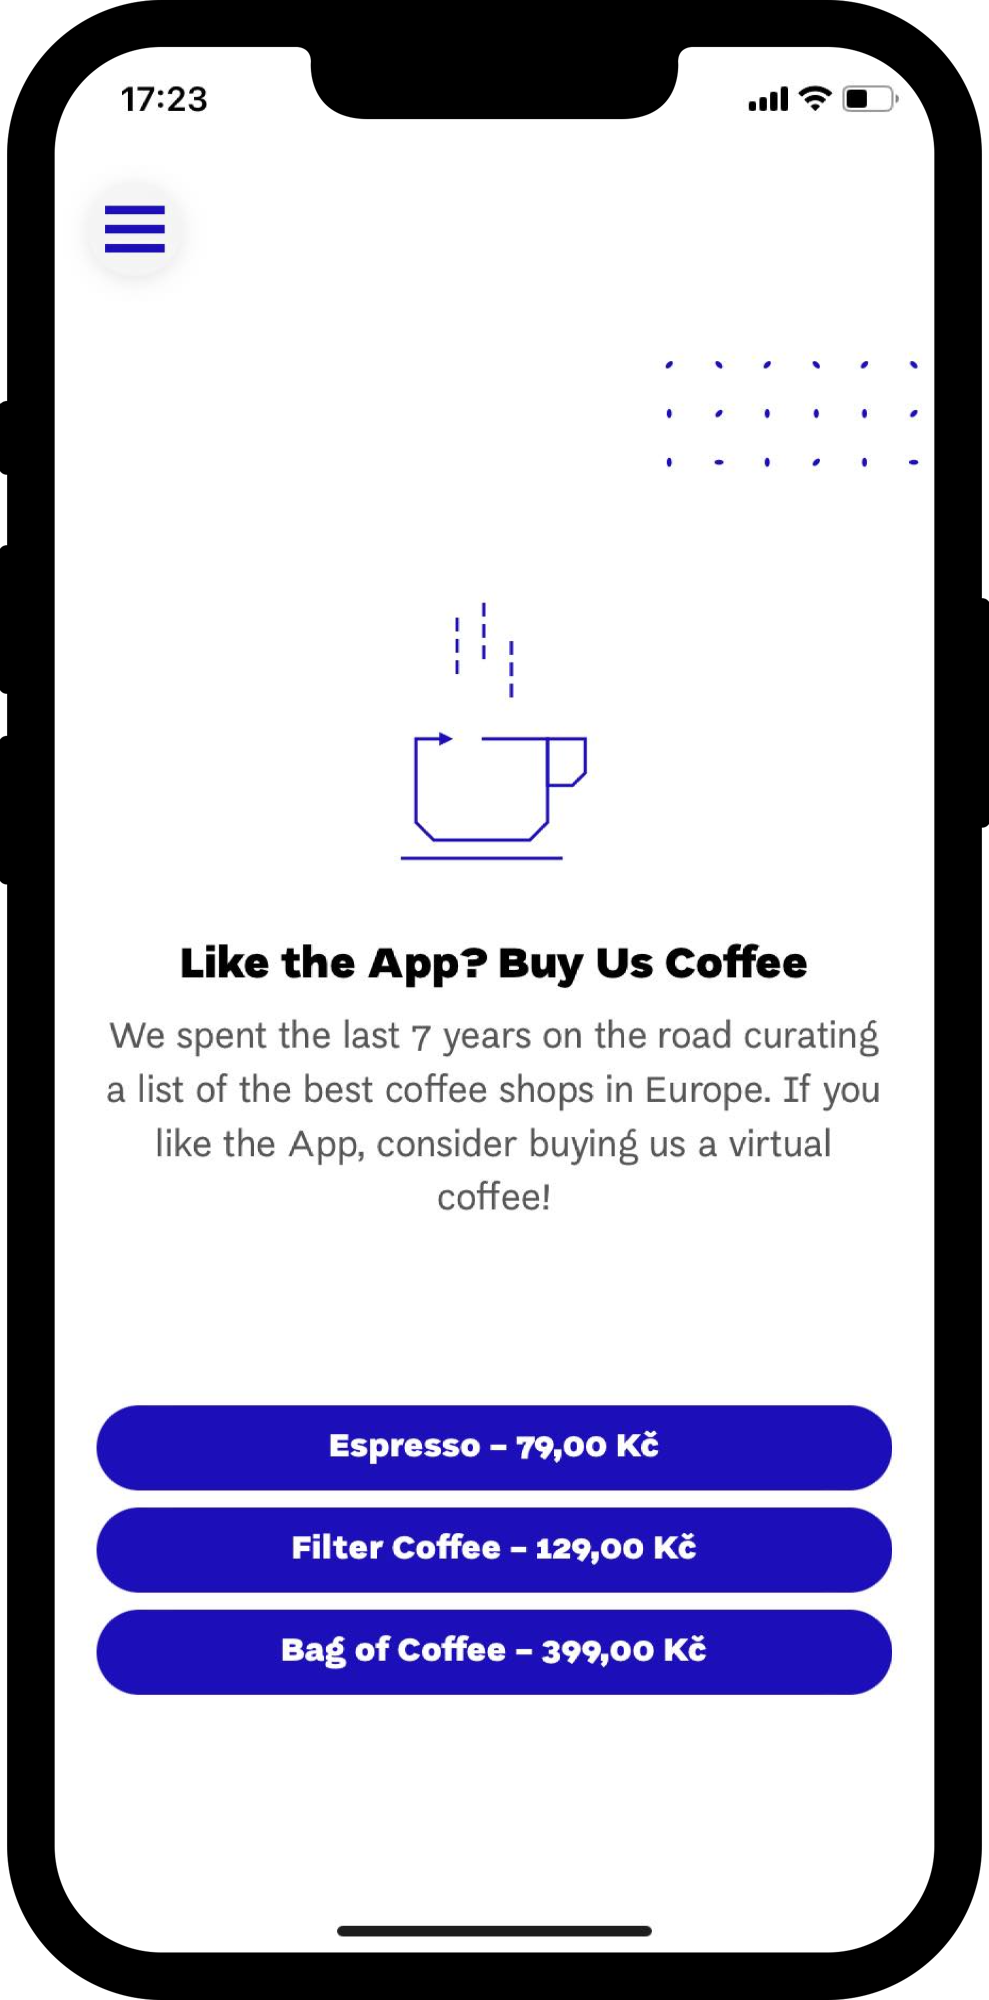 17:23
Like the App? Buy Us Coffee
We spent the last 7 years on the road curating
a list of the best coffee shops in Europe. If you
like the App, consider buying us a virtual
coffee!
Espresso – 79,00 Kč
Filter Coffee – 129,00 Kč
Bag of Coffee – 399,00 Kč